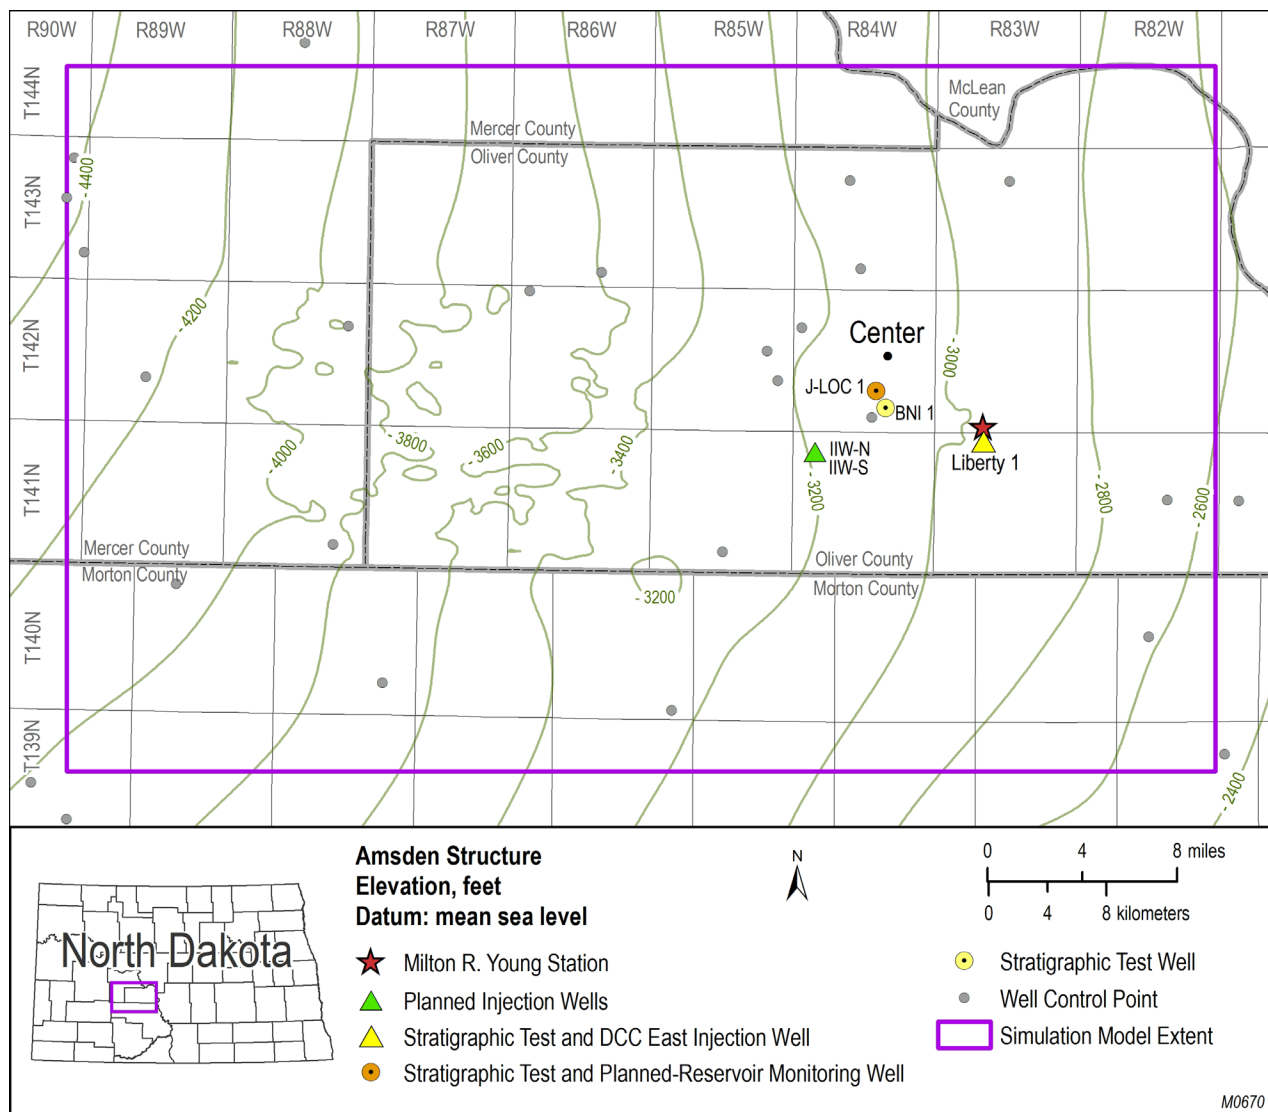 R90W R89W R88W R87W R86W R85W R84W R83W R82W
T144N
McLean
County
Mercer County
Oliver County
- 4400
T143N
- 4200
T142N
Center
- 3000
J-LOC 1
BNI 1
- 4000
- 3800
- 3600
- 3400
IIW-N
IIW-S
Liberty 1
- 3200
- 2800
- 2600
T141N
Mercer County
Morton County
Oliver County
Morton County
- 3200
T140N
T139N
- 2400
North Dakota
Amsden Structure
Elevation, feet
Datum: mean sea level
N
0 4 8 miles
0 4 8 kilometers
Milton R. Young Station
Planned Injection Wells
Stratigraphic Test and DCC East Injection Well
Stratigraphic Test and Planned-Reservoir Monitoring Well
Stratigraphic Test Well
Well Control Point
Simulation Model Extent
M0670